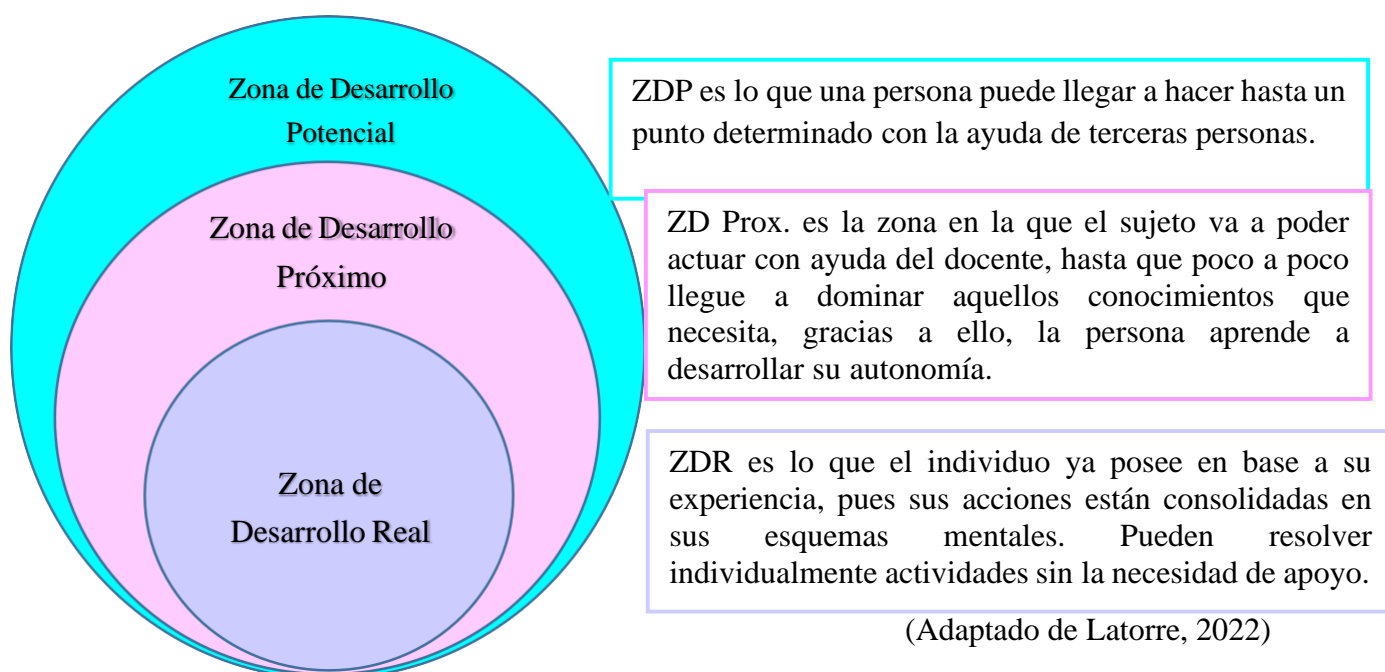 Zona de Desarrollo
Potencial
ZDP es lo que una persona puede llegar a hacer hasta un
punto determinado con la ayuda de terceras personas.
Zona de Desarrollo
Próximo
ZD Prox. es la zona en la que el sujeto va a poder
actuar con ayuda del docente, hasta que poco a poco
llegue a dominar aquellos conocimientos que
necesita, gracias a ello, la persona aprende a
desarrollar su autonomía.
Zona de
Desarrollo Real
ZDR es lo que el individuo ya posee en base a su
experiencia, pues sus acciones están consolidadas en
sus esquemas mentales. Pueden resolver
individualmente actividades sin la necesidad de apoyo.
(Adaptado de Latorre, 2022)